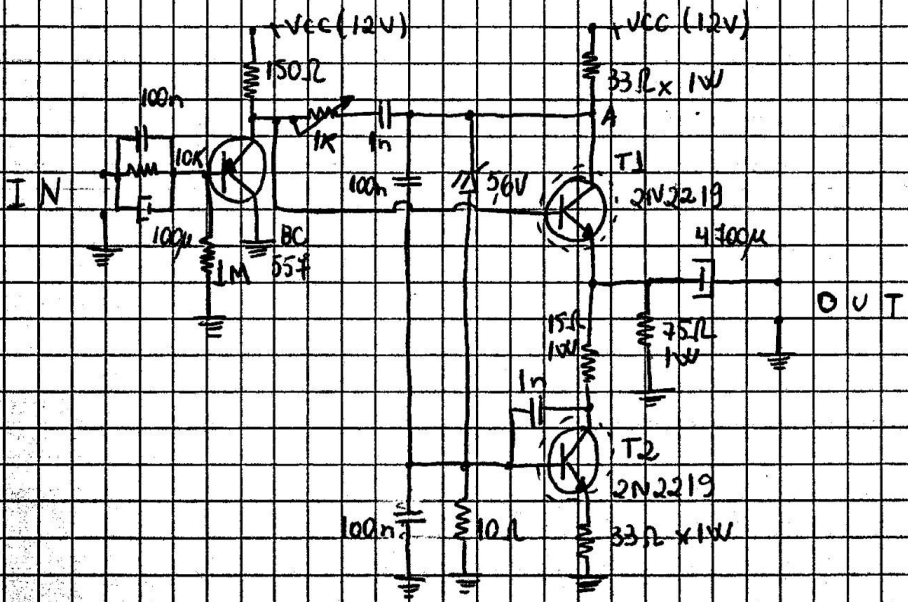 +VCC (12V)
+VCC (12V)
150Ω
33Ω x 1W
100n
A
1K
1n
10K
T1
100n
5,6V
2N2219
IN
4700µ
100µ
BC
557
1M
OUT
15Ω
1W
75Ω
1W
1n
T2
2N2219
100n
10Ω
33Ω x 1W